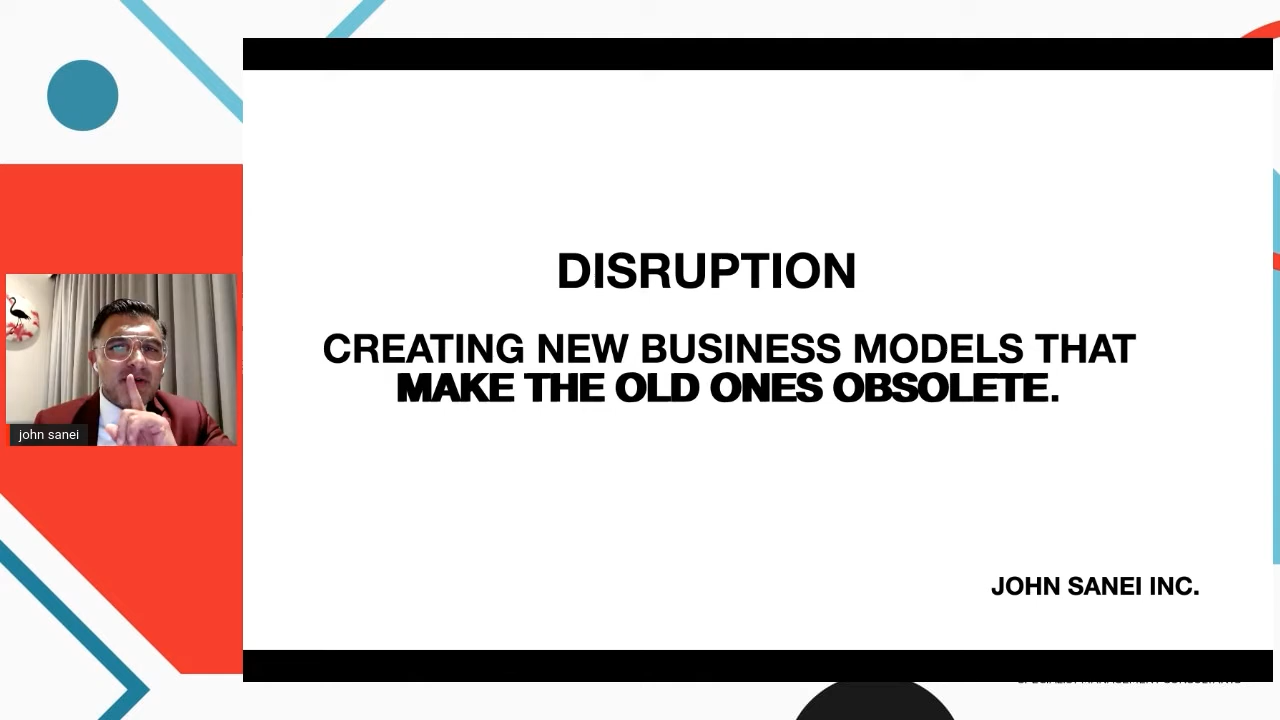 DISRUPTION
CREATING NEW BUSINESS MODELS THAT
MAKE THE OLD ONES OBSOLETE.
john sanei
JOHN SANEI INC.